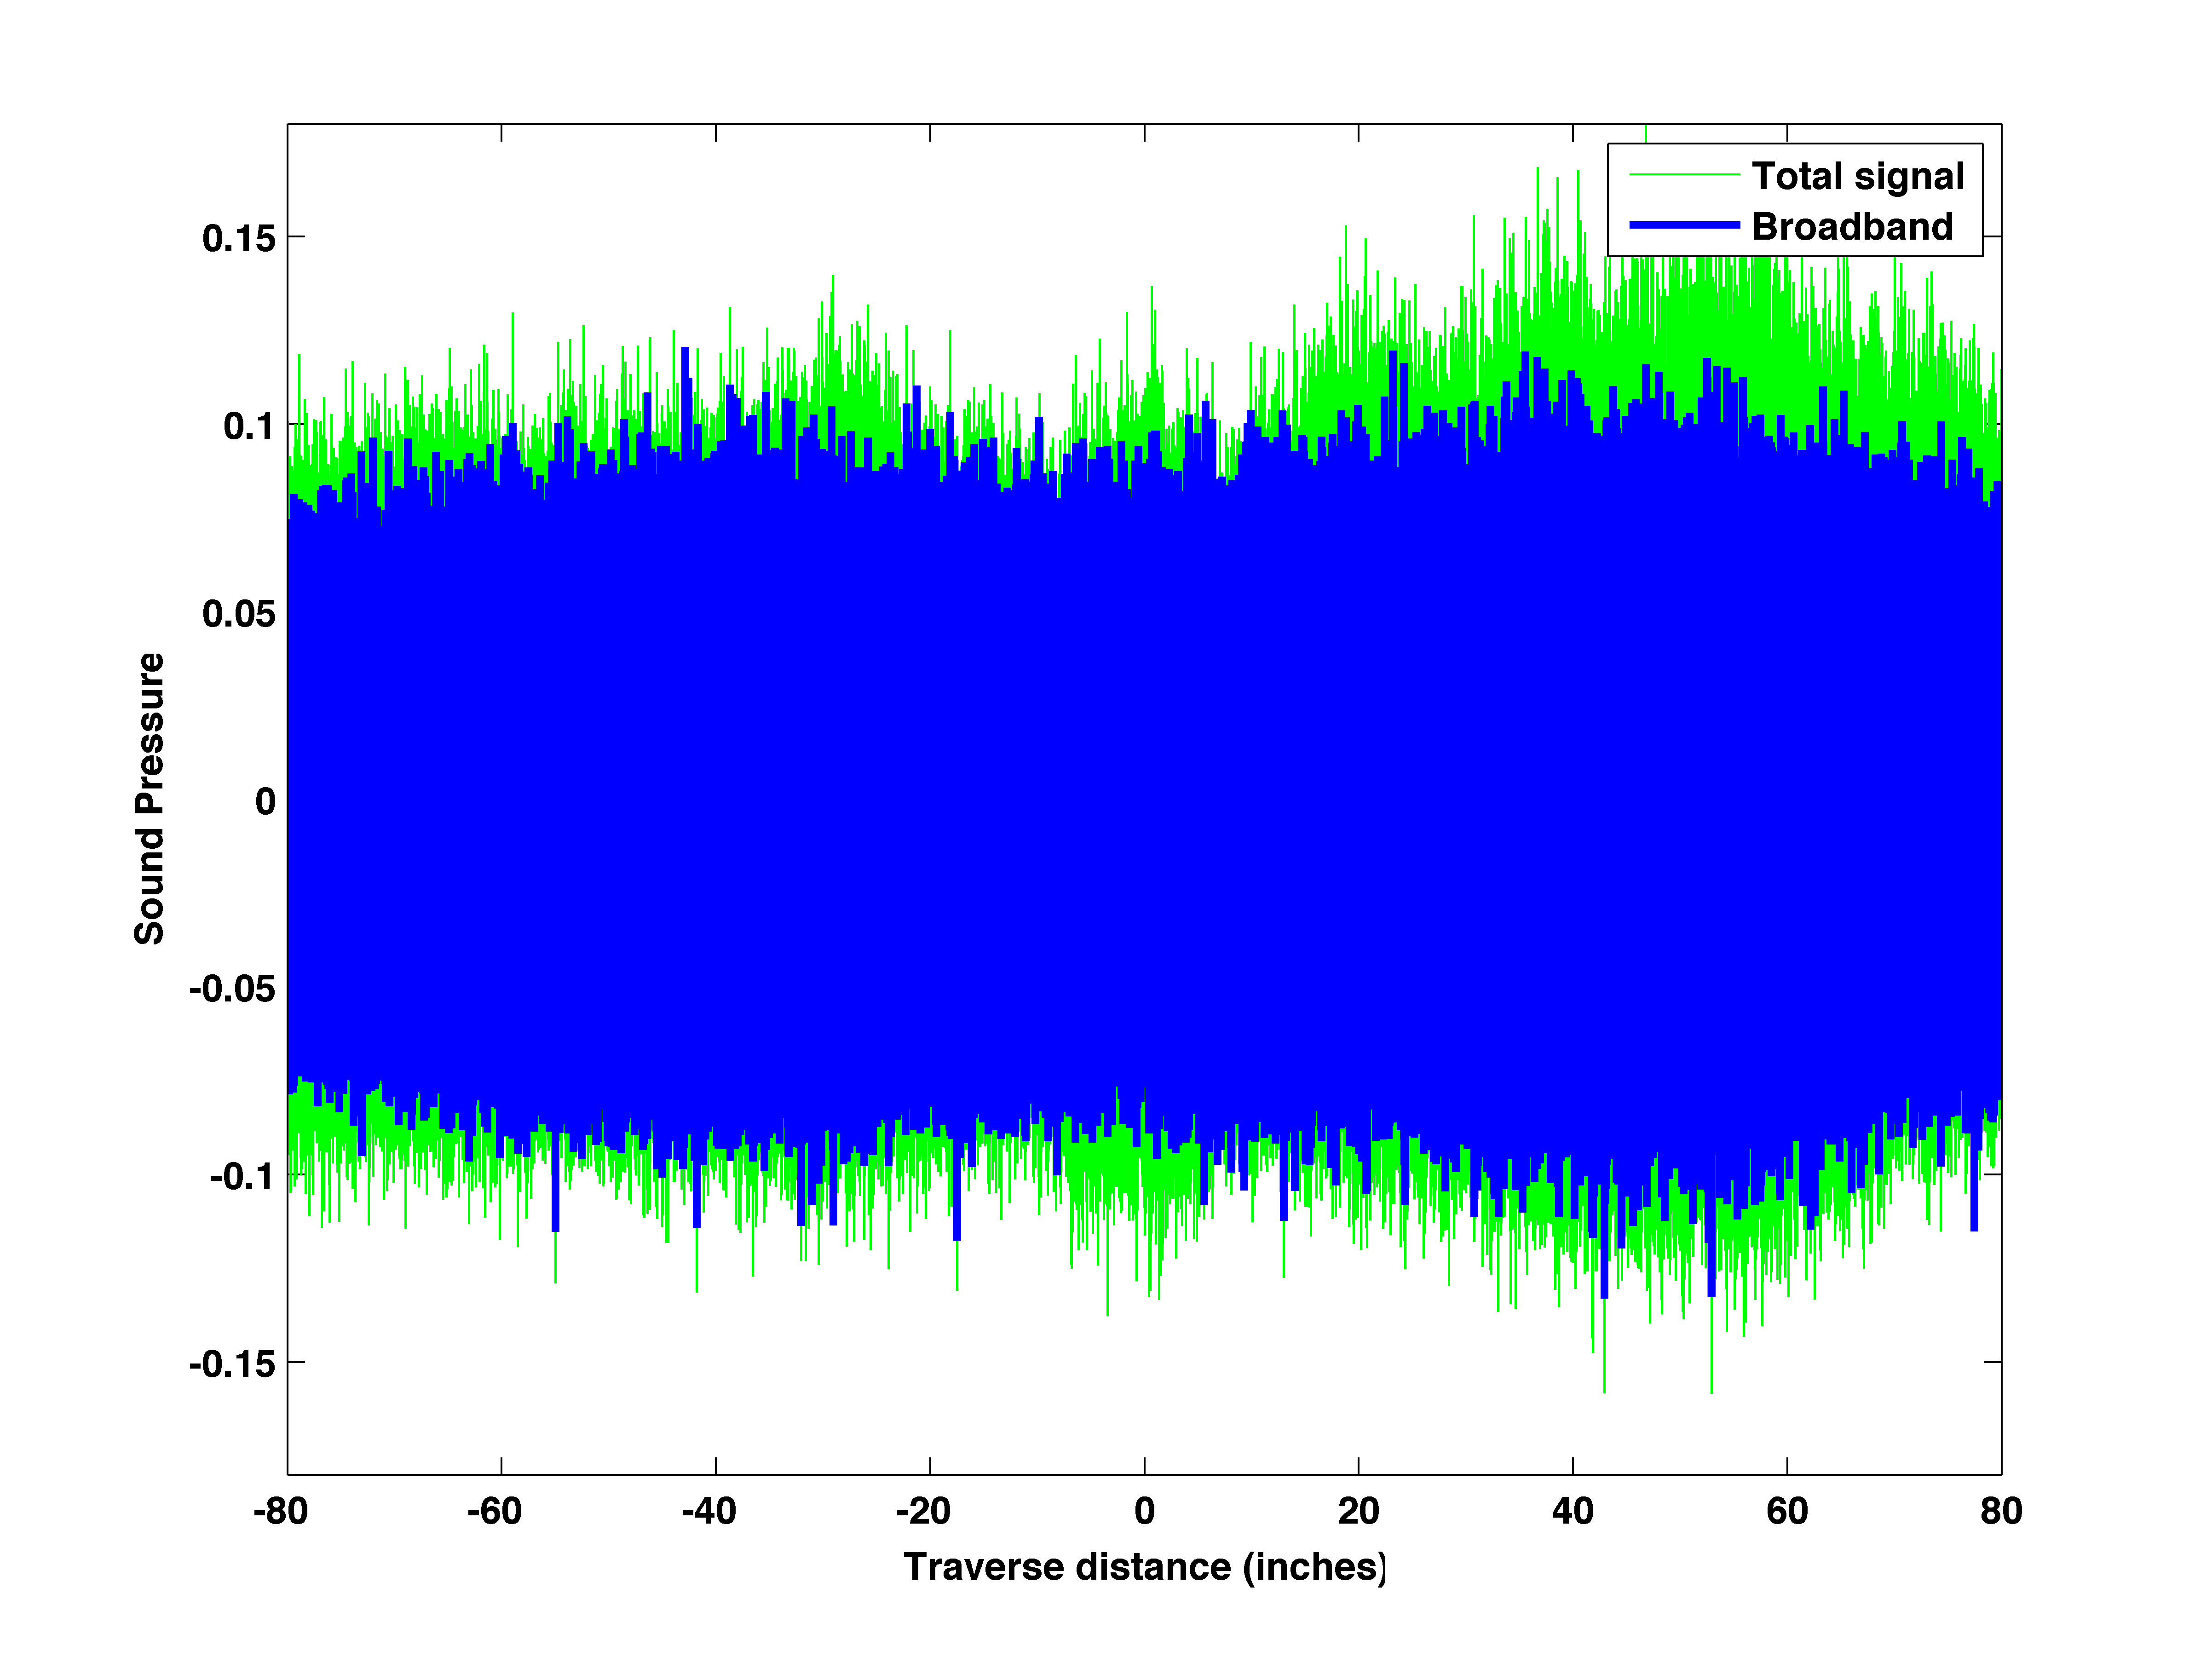 Total signal
Broadband
0.15
0.1
0.05
0
-0.05
-0.1
-0.15
Sound Pressure
-80 -60 -40 -20 0 20 40 60 80
Traverse distance (inches)